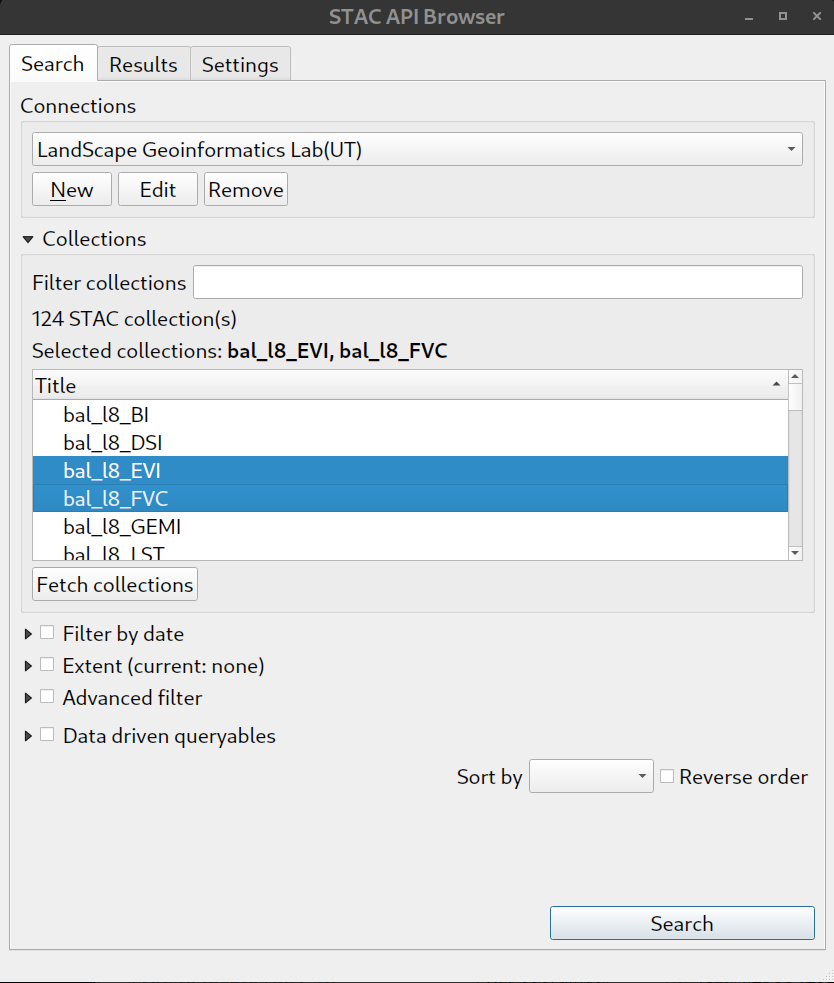 STAC API Browser
Search Results Settings
Connections
LandScape Geoinformatics Lab(UT)
New Edit Remove
Collections
Filter collections
124 STAC collection(s)
Selected collections: bal_l8_EVI, bal_l8_FVC
Title
bal_l8_BI
bal_l8_DSI
bal_l8_EVI
bal_l8_FVC
bal_l8_GEMI
bal_l8_LST
Fetch collections
Filter by date
Extent (current: none)
Advanced filter
Data driven queryables
Sort by Reverse order
Search